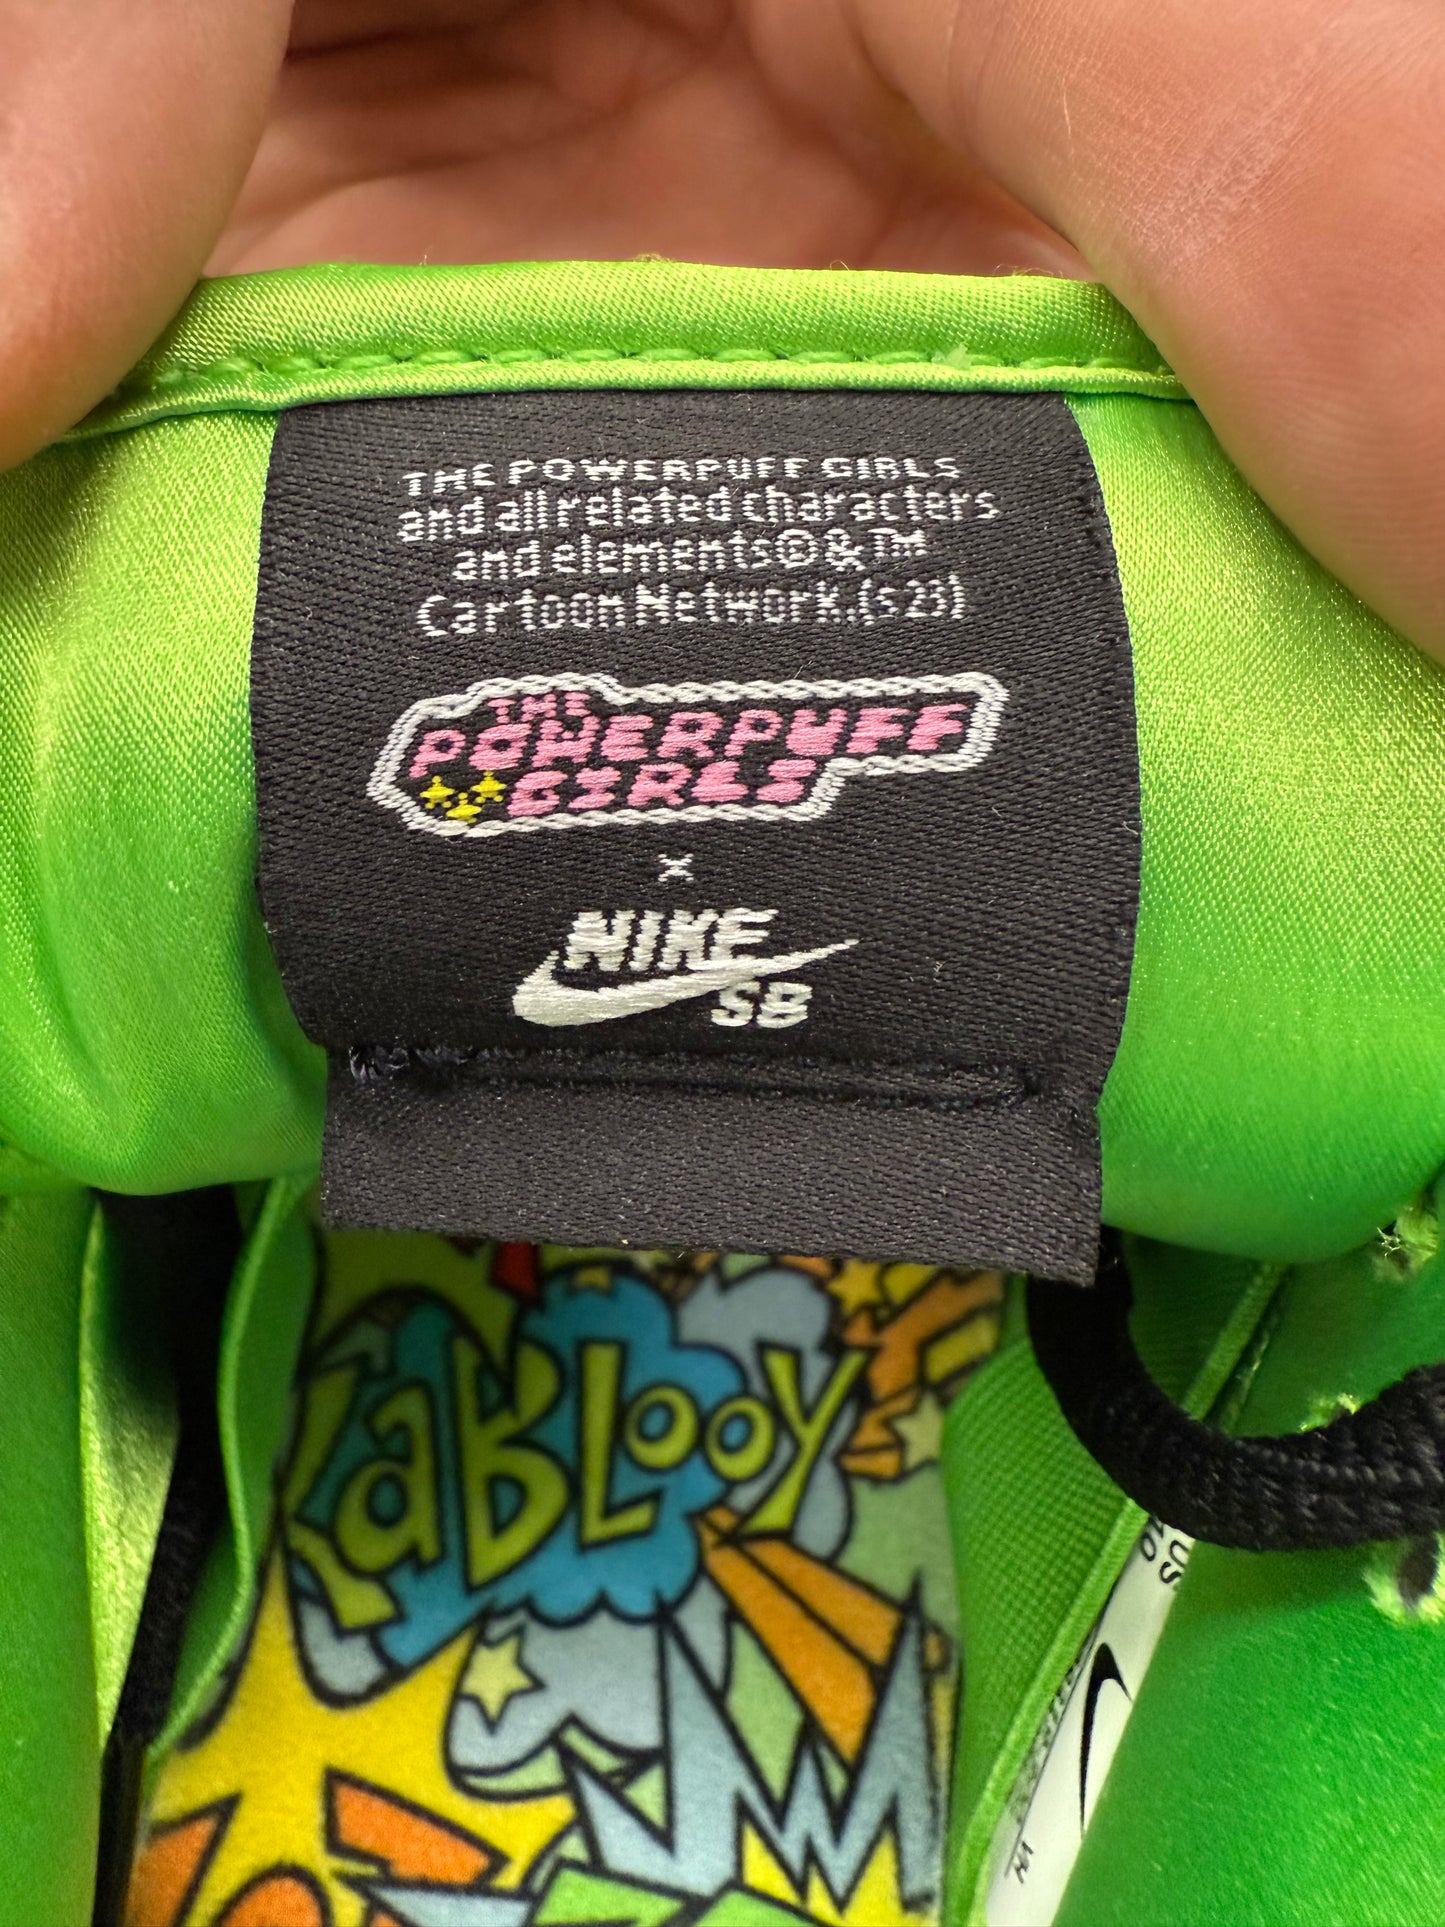 THE POWERPUFF GIRLS
and all related characters
and elements©&™
Cartoon Network.(s23)
THE
POWERPUFF
GIRLS
x
NIKE
SB
KaBLooy
US